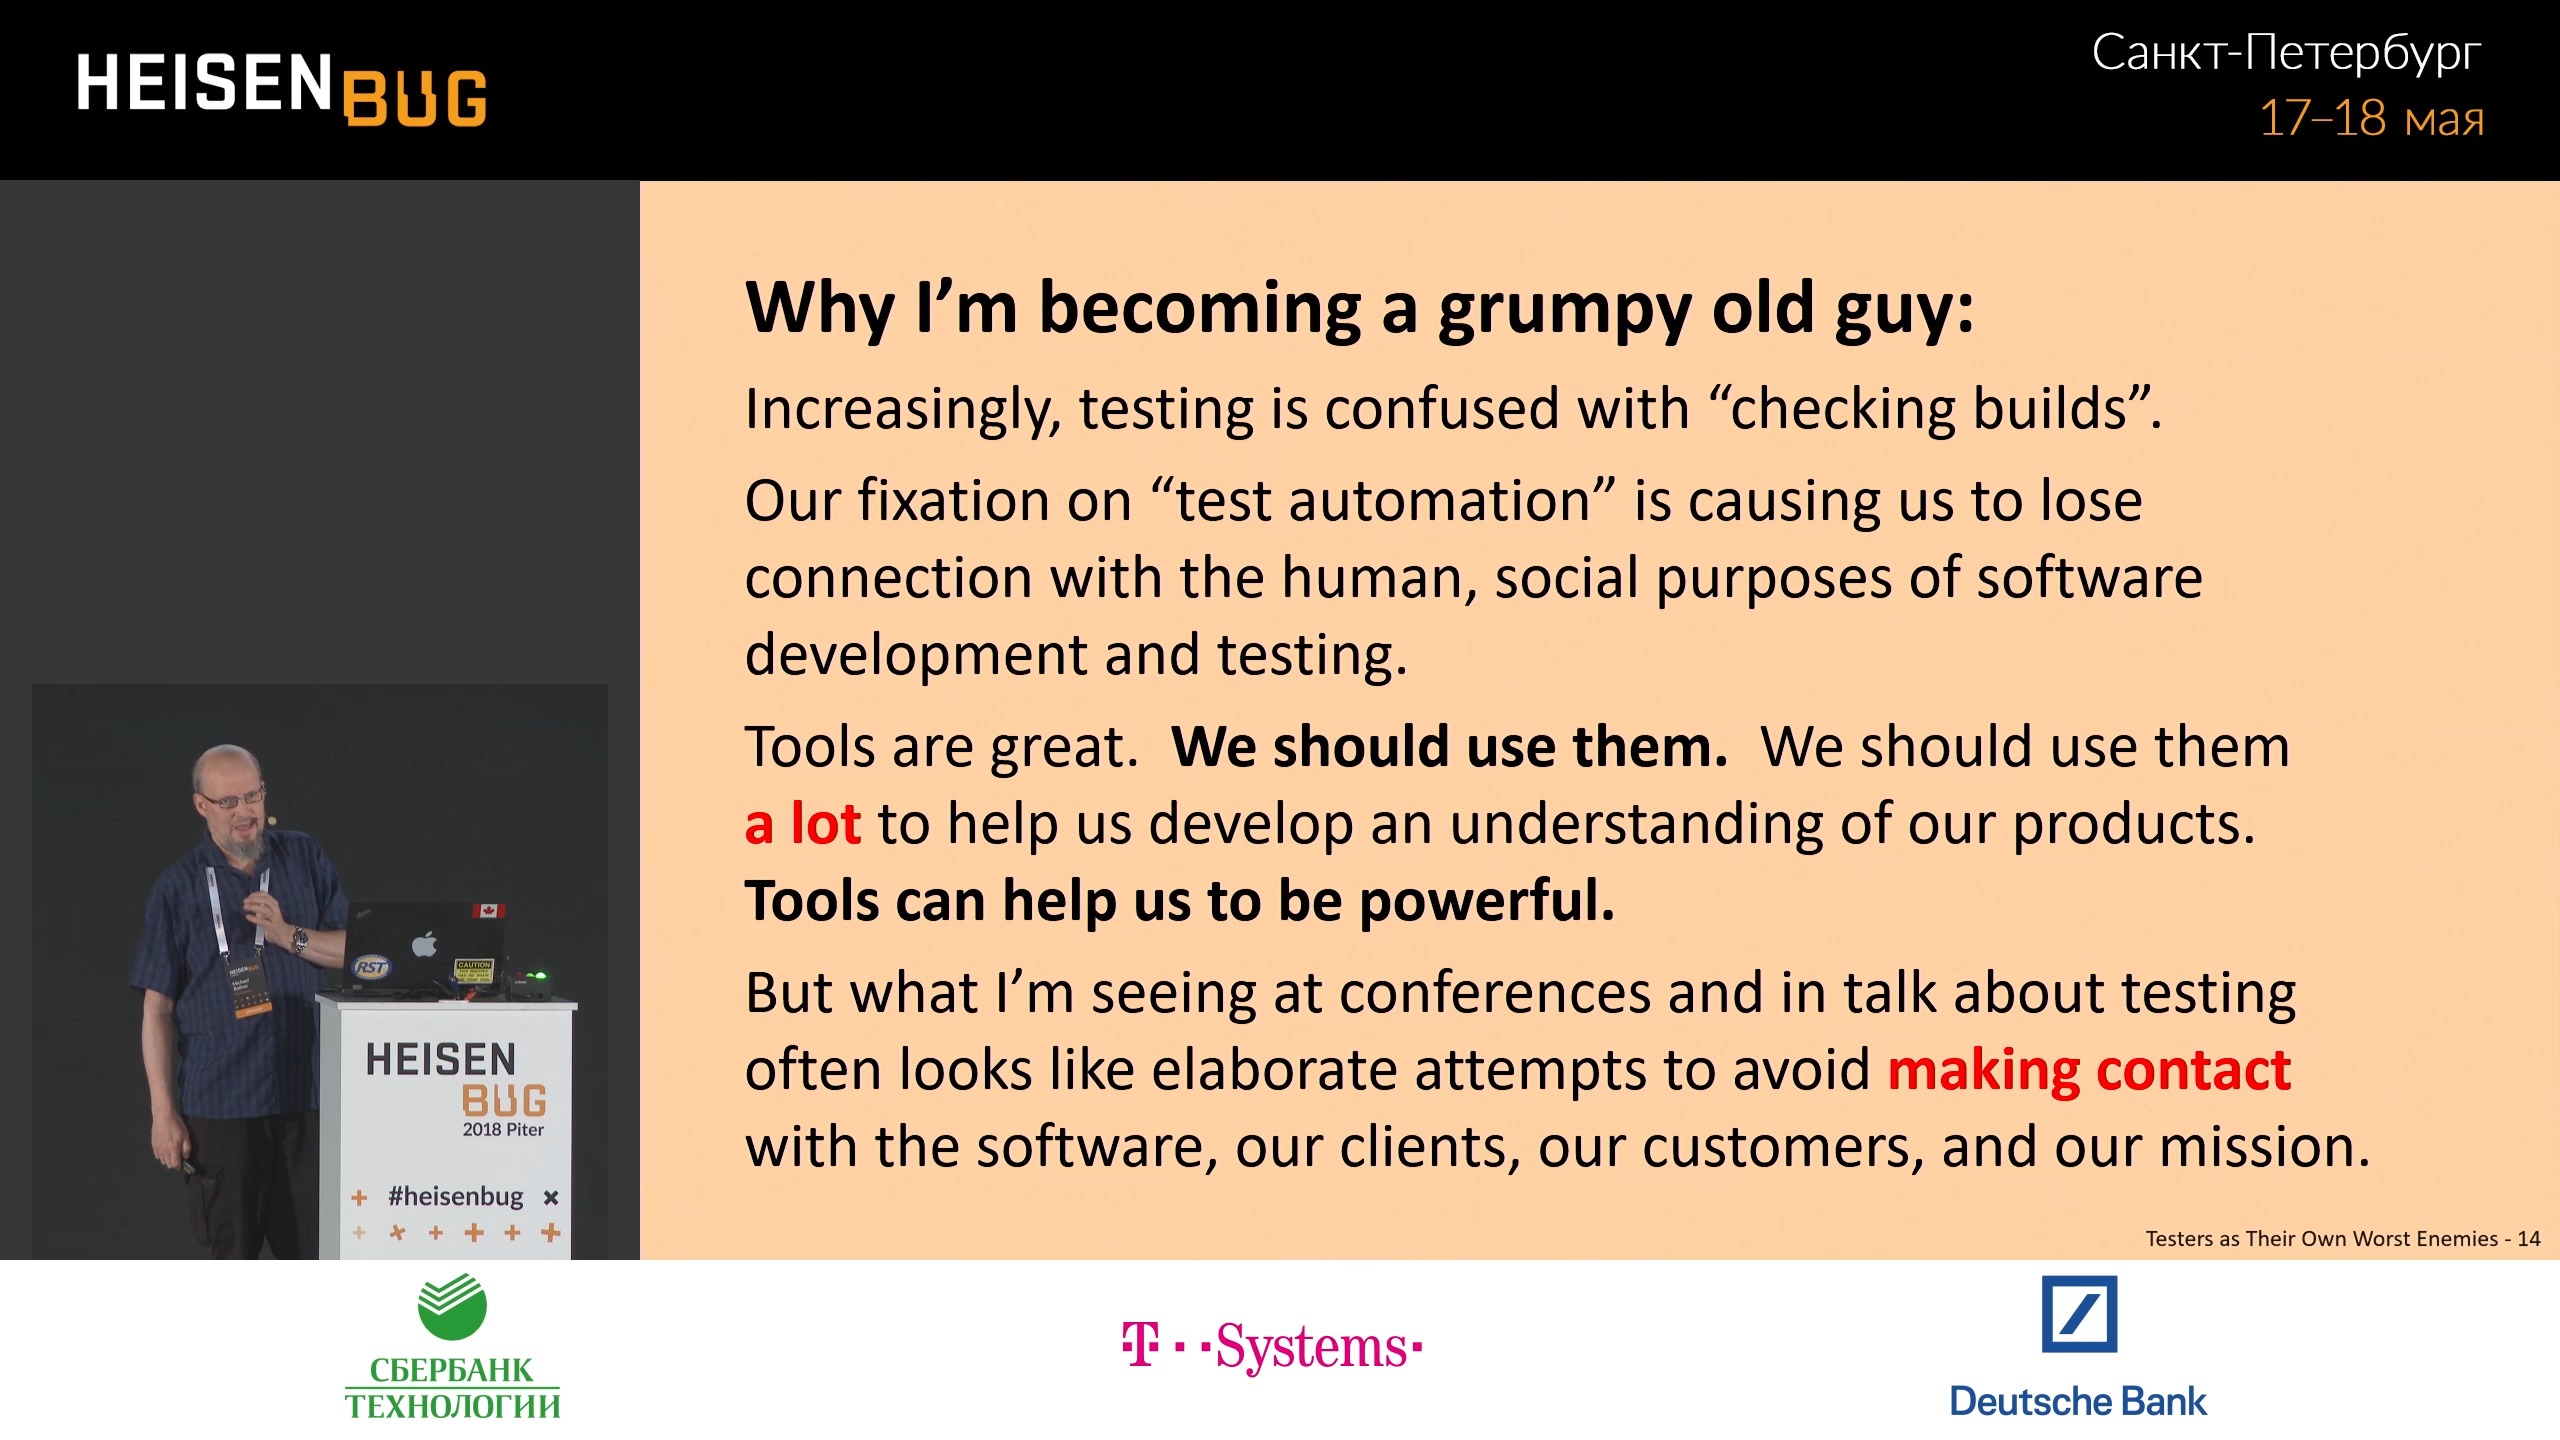 HEISENBUG
Санкт-Петербург
17–18 мая
Why I’m becoming a grumpy old guy:
Increasingly, testing is confused with “checking builds”.
Our fixation on “test automation” is causing us to lose
connection with the human, social purposes of software
development and testing.
Tools are great.  We should use them.  We should use them
a lot to help us develop an understanding of our products.
Tools can help us to be powerful.
But what I’m seeing at conferences and in talk about testing
often looks like elaborate attempts to avoid making contact
with the software, our clients, our customers, and our mission.
Testers as Their Own Worst Enemies - 14
RST
CAUTION
HEISENBUG
Michael
Bolton
HEISEN
BUG
2018 Piter
#heisenbug
СБЕРБАНК
ТЕХНОЛОГИИ
T··Systems·
Deutsche Bank